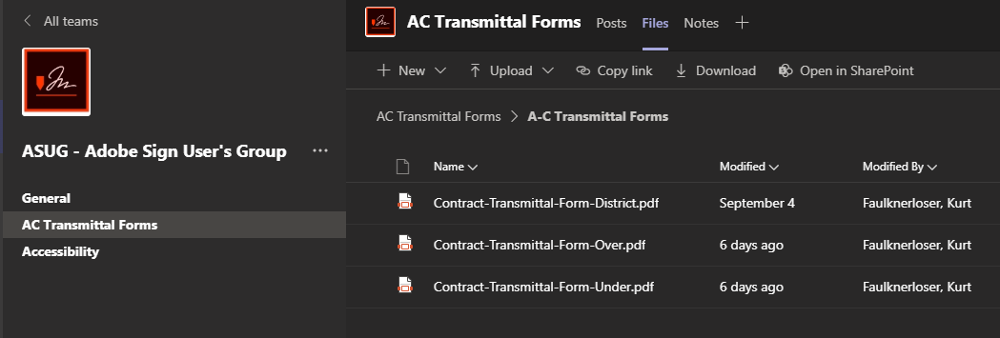 All teams
ASUG - Adobe Sign User's Group
General
AC Transmittal Forms
Accessibility
AC Transmittal Forms Posts Files Notes
New Upload Copy link Download Open in SharePoint
AC Transmittal Forms > A-C Transmittal Forms
Name Modified Modified By
Contract-Transmittal-Form-District.pdf September 4 Faulknerloser, Kurt
Contract-Transmittal-Form-Over.pdf 6 days ago Faulknerloser, Kurt
Contract-Transmittal-Form-Under.pdf 6 days ago Faulknerloser, Kurt